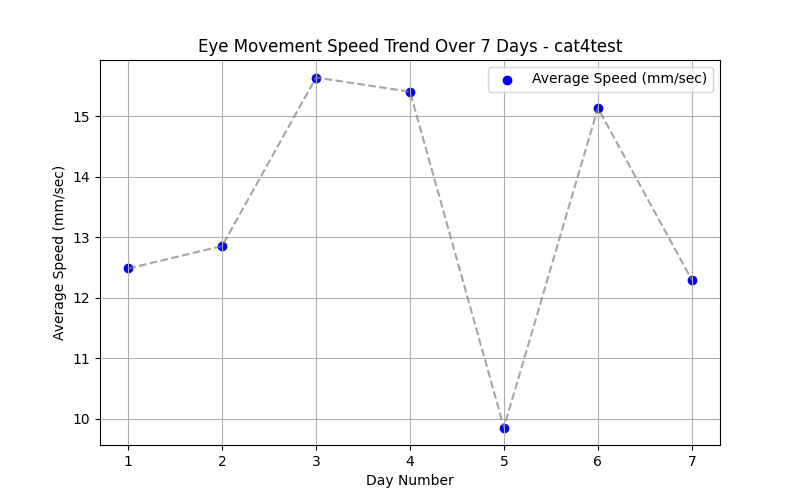 Eye Movement Speed Trend Over 7 Days - cat4test
Average Speed (mm/sec)
15
14
13
12
11
10
Average Speed (mm/sec)
1 2 3 4 5 6 7
Day Number